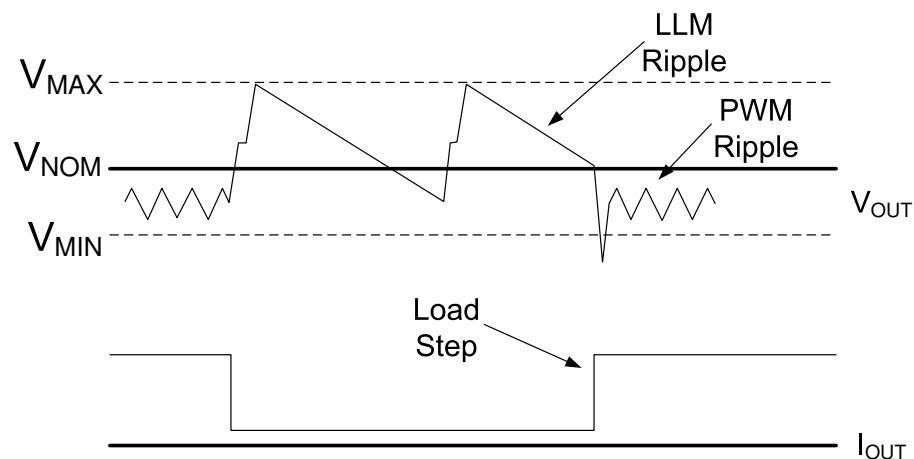 LLM
Ripple
V_MAX
PWM
Ripple
V_NOM
V_OUT
V_MIN
Load
Step
I_OUT